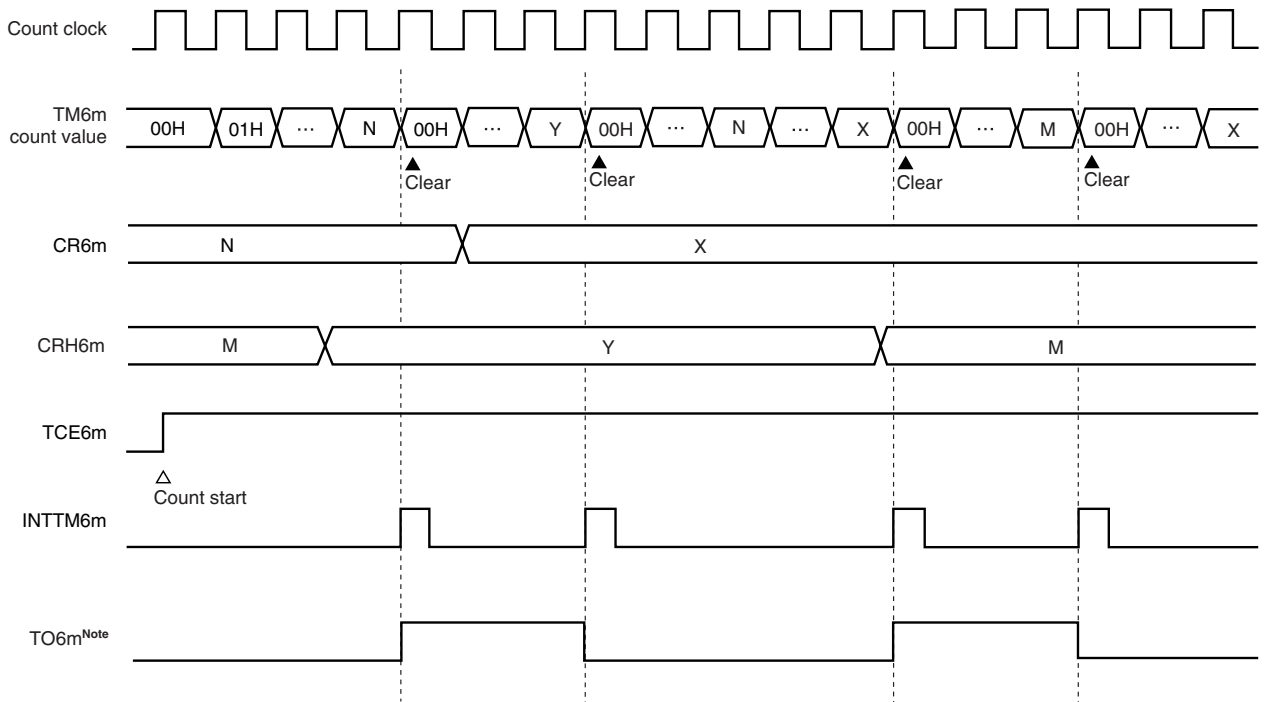 Count clock
TM6m
count value
00H 01H ... N 00H ... Y 00H ... N ... X 00H ... M 00H ... X
Clear Clear Clear Clear
CR6m N X
CRH6m M Y M
TCE6m
Count start
INTTM6m
TO6mNote